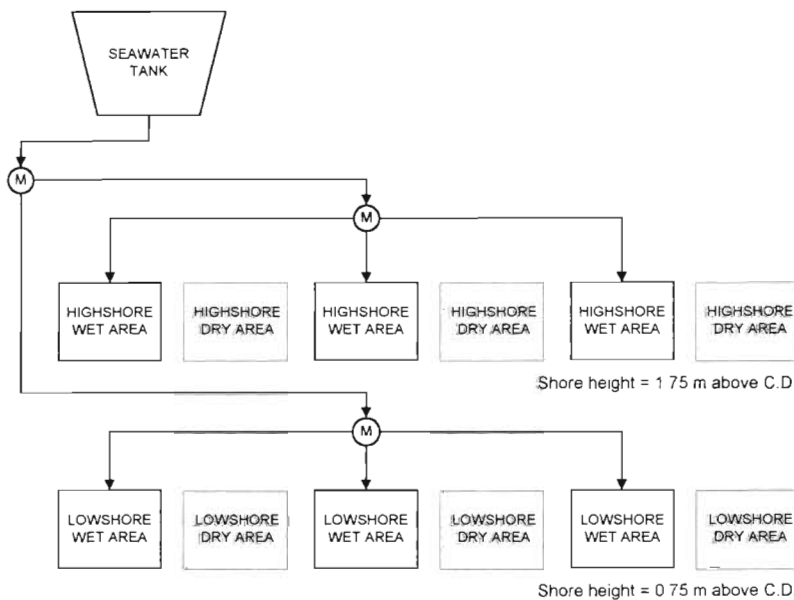 SEAWATER
TANK
M
M
HIGHSHORE
WET AREA
HIGHSHORE
DRY AREA
HIGHSHORE
WET AREA
HIGHSHORE
DRY AREA
HIGHSHORE
WET AREA
HIGHSHORE
DRY AREA
Shore height = 1 75 m above C.D
M
LOWSHORE
WET AREA
LOWSHORE
DRY AREA
LOWSHORE
WET AREA
LOWSHORE
DRY AREA
LOWSHORE
WET AREA
LOWSHORE
DRY AREA
Shore height = 0 75 m above C.D